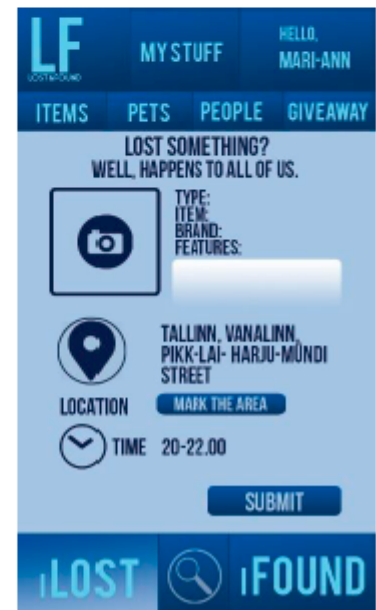 LF
LOST&FOUND
MY STUFF
HELLO,
MARI-ANN
ITEMS PETS PEOPLE GIVEAWAY
LOST SOMETHING?
WELL, HAPPENS TO ALL OF US.
TYPE:
ITEM:
BRAND:
FEATURES:
TALLINN, VANALINN,
PIKK-LAI- HARJU-MÜNDI
STREET
LOCATION
MARK THE AREA
TIME 20-22.00
SUBMIT
iLOST
iFOUND